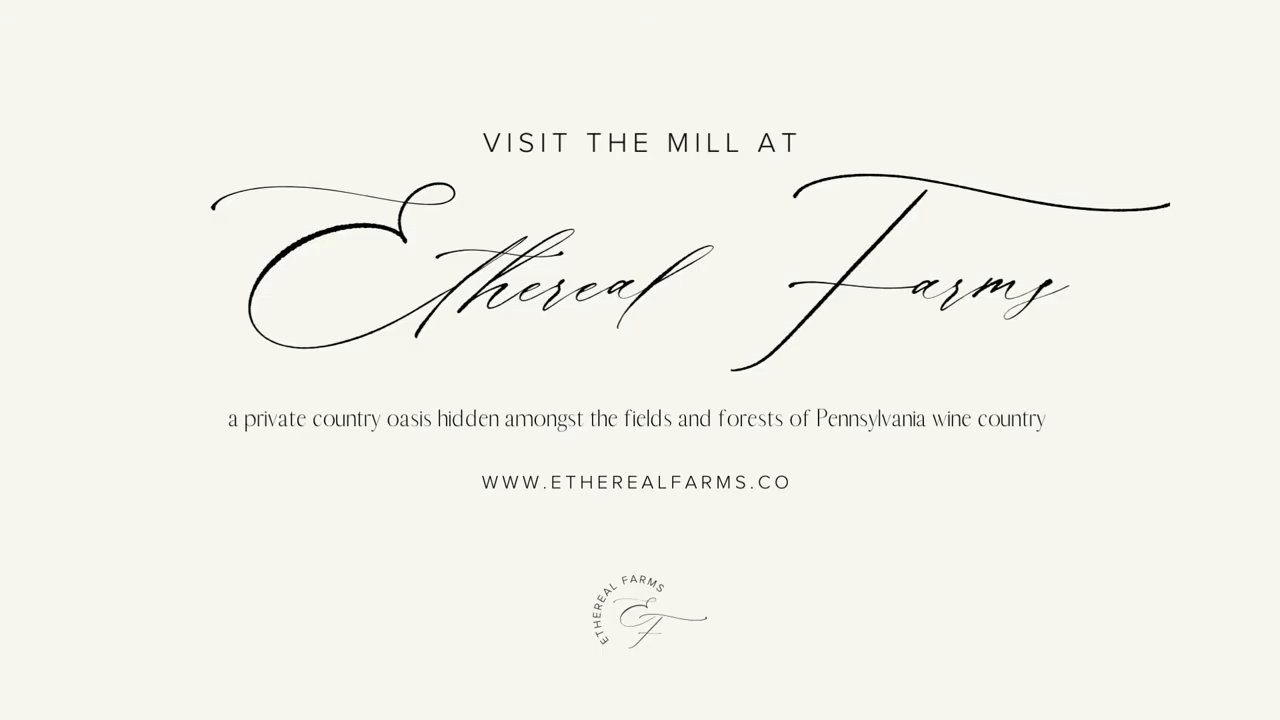 VISIT THE MILL AT
Ethereal Farms
a private country oasis hidden amongst the fields and forests of Pennsylvania wine country
WWW.ETHEREALFARMS.CO
ETHEREAL FARMS
EF